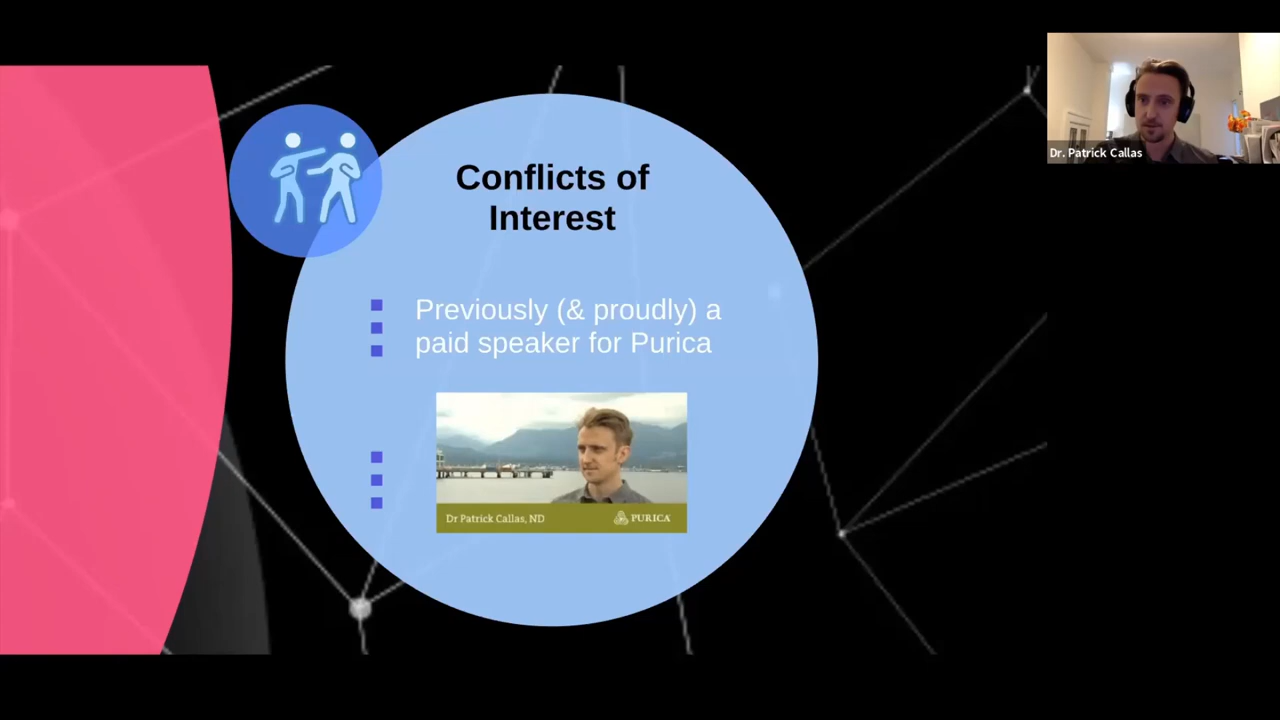 Conflicts of
Interest
Previously (& proudly) a
paid speaker for Purica
Dr Patrick Callas, ND
PURICA
Dr. Patrick Callas